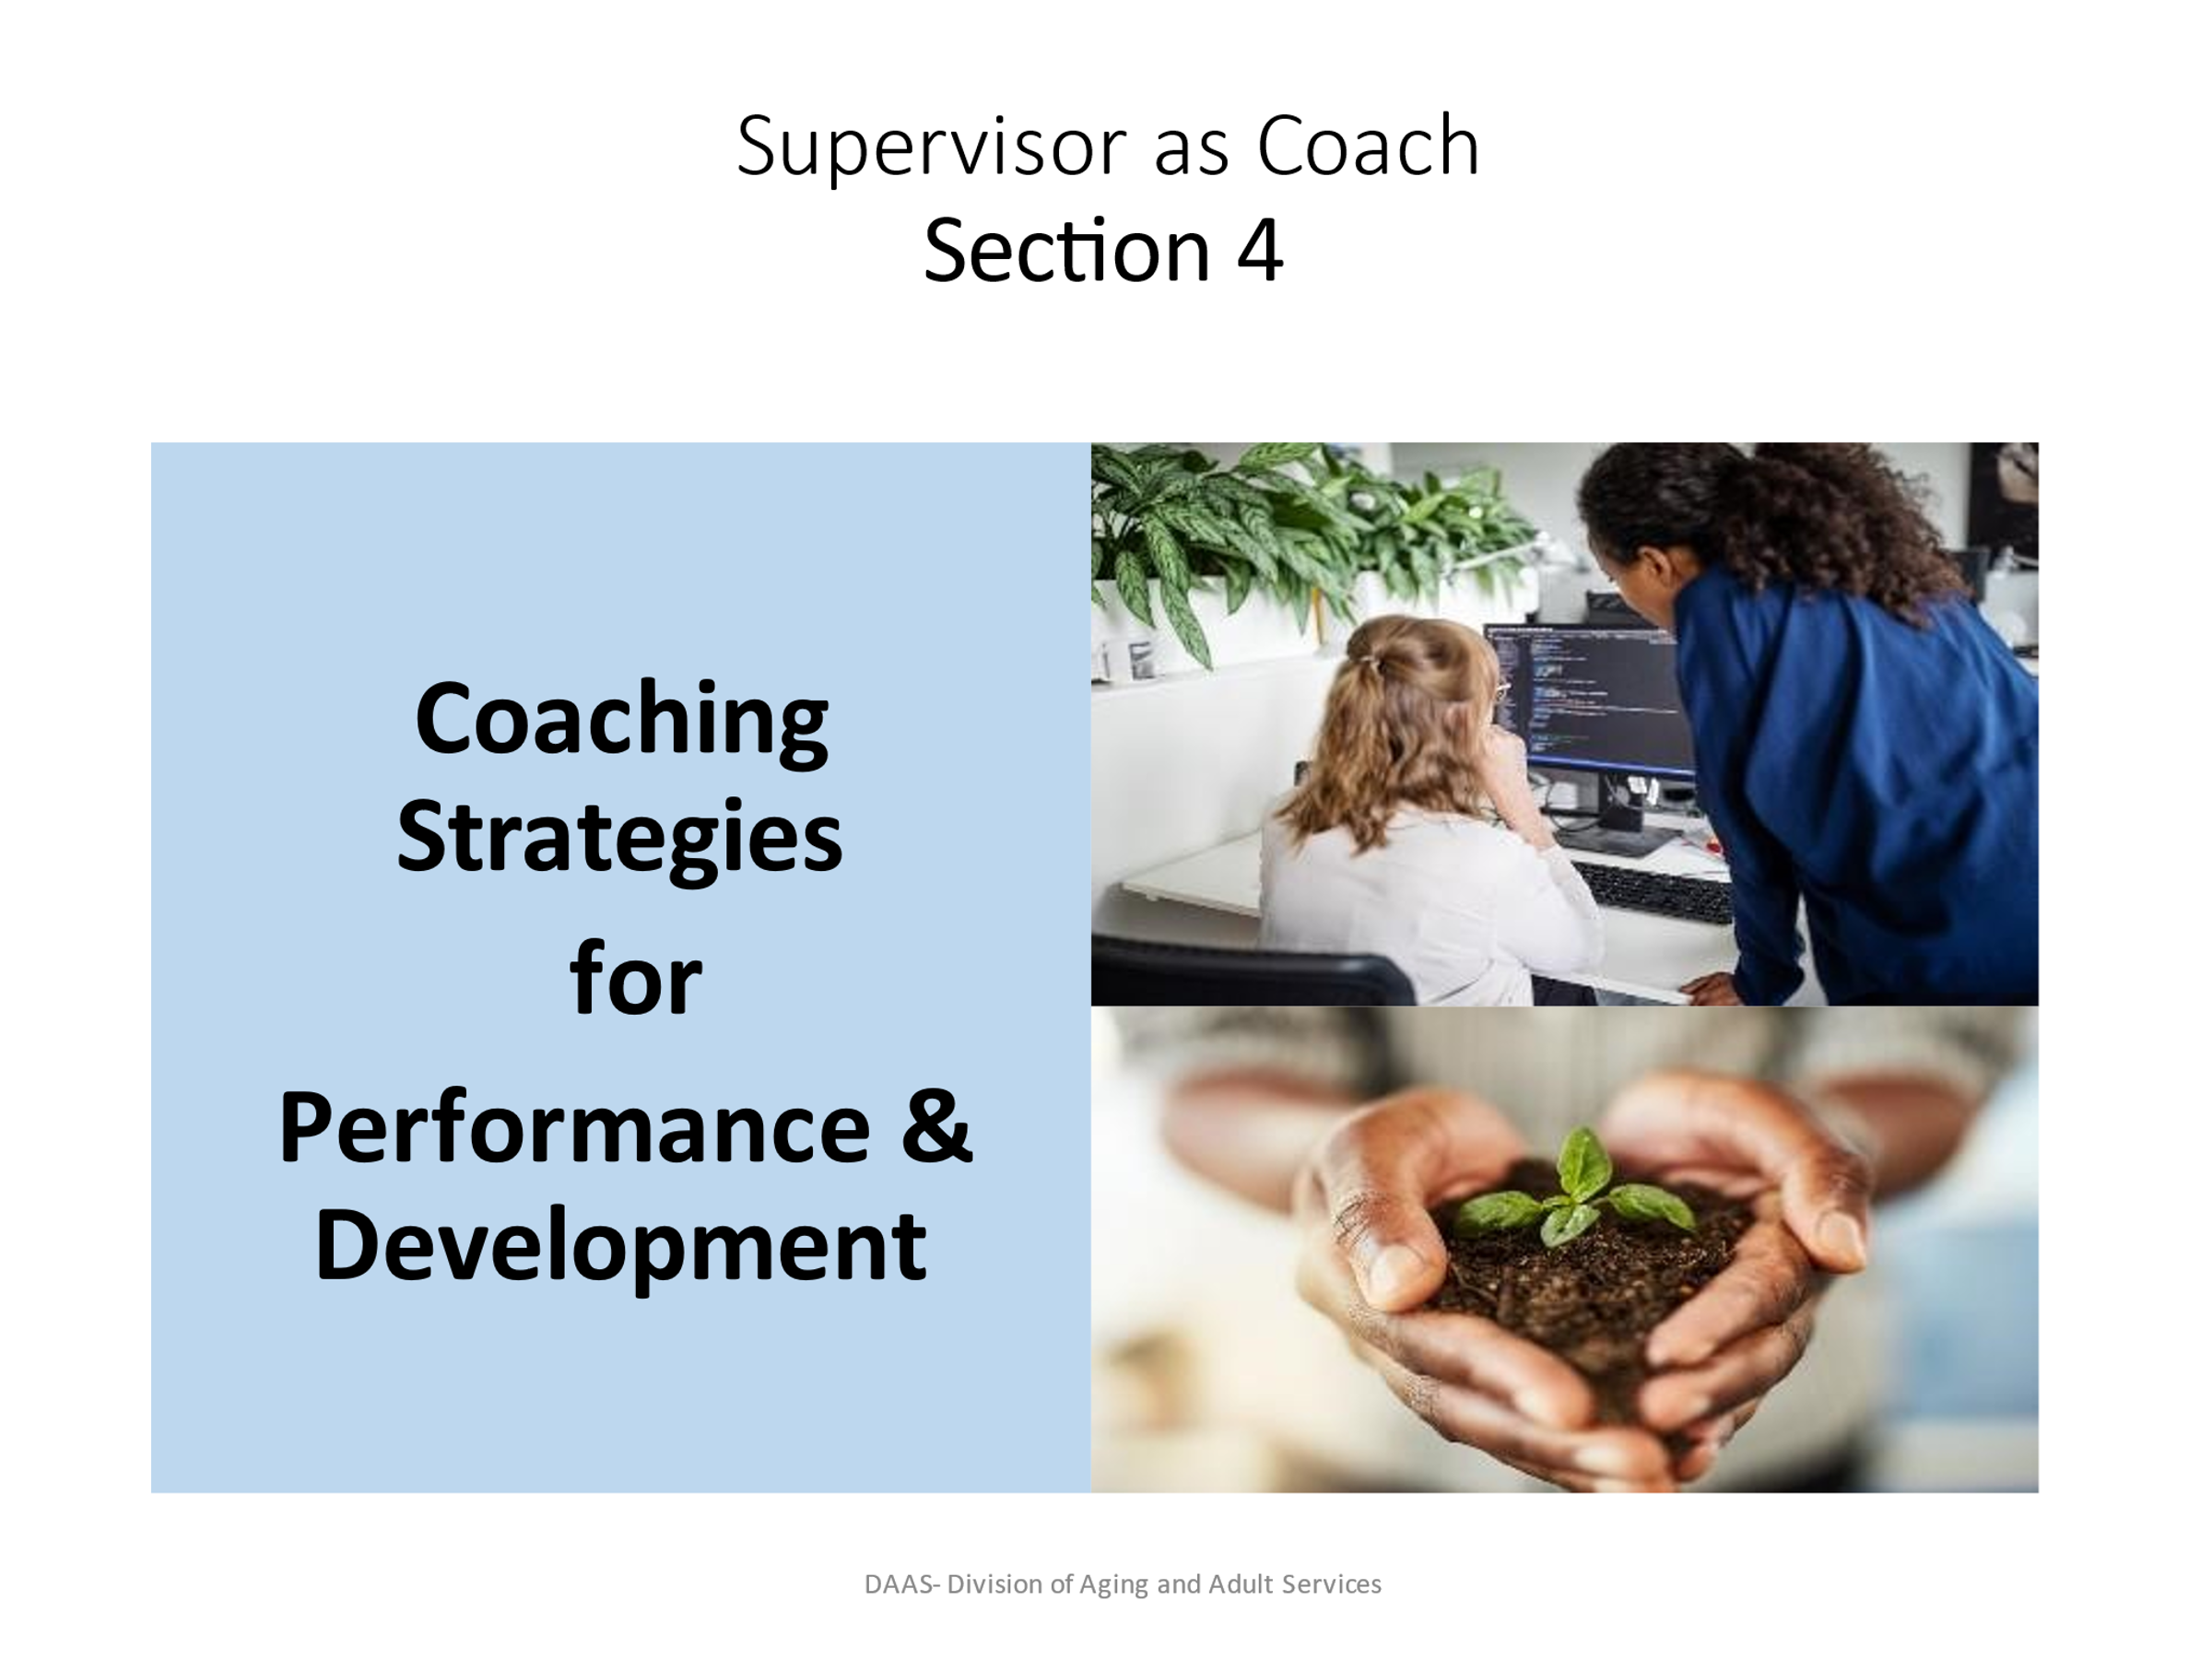 Supervisor as Coach
Section 4
Coaching
Strategies
for
Performance &
Development
DAAS- Division of Aging and Adult Services